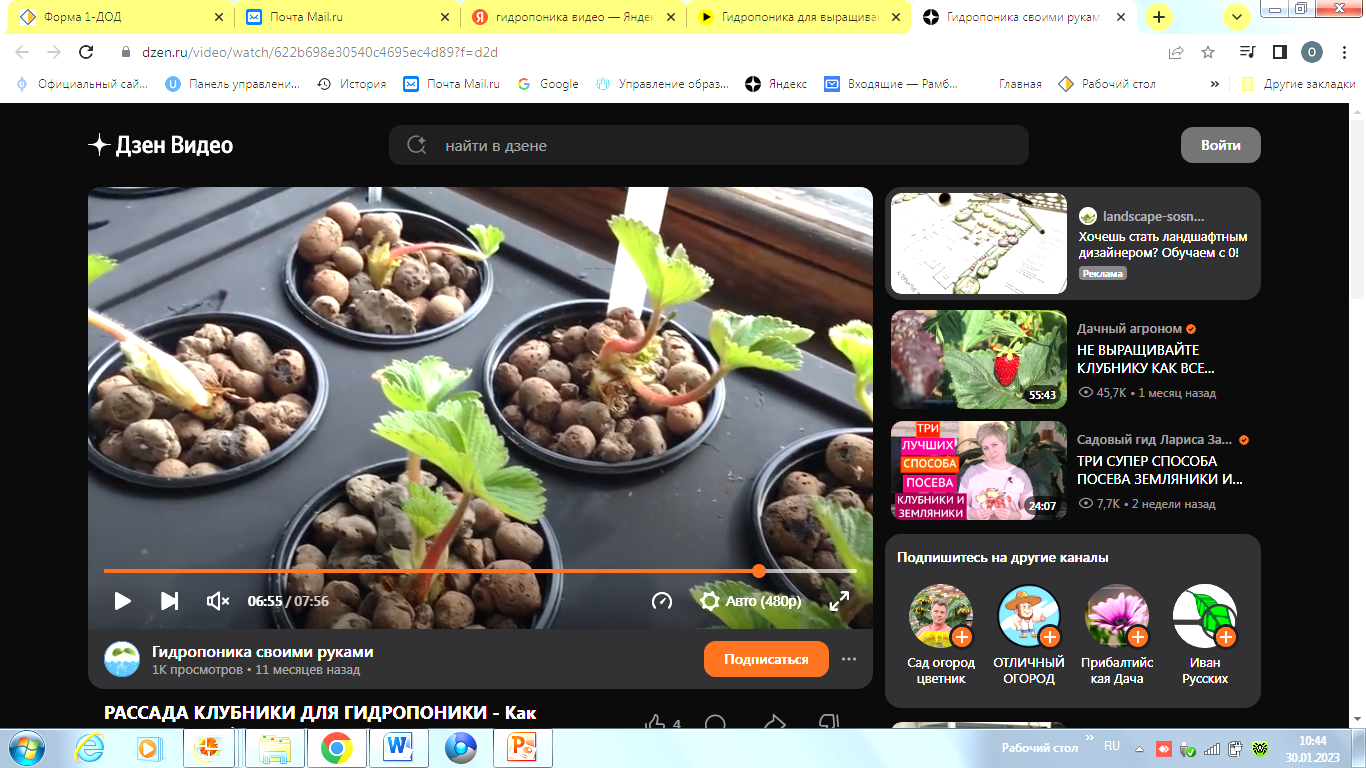 Форма 1-ДОД
Почта Mail.ru
гидропоника видео — Яндек
Гидропоника для выращиван
Гидропоника своими рукам
dzen.ru/video/watch/622b698e30540c4695ec4d89?f=d2d
О
Официальный сай...
Панель управлени...
История
Почта Mail.ru
Google
Управление образ...
Яндекс
Входящие — Рамб...
Главная
Рабочий стол
»
Другие закладки
Дзен Видео
найти в дзене
Войти
landscape-sosn...
Хочешь стать ландшафтным
дизайнером? Обучаем с 0!
Реклама
55:43
Дачный агроном
НЕ ВЫРАЩИВАЙТЕ
КЛУБНИКУ КАК ВСЕ...
45,7K • 1 месяц назад
ТРИ
ЛУЧШИХ
СПОСОБА
ПОСЕВА
КЛУБНИКИ И
ЗЕМЛЯНИКИ
24:07
Садовый гид Лариса За...
ТРИ СУПЕР СПОСОБА
ПОСЕВА ЗЕМЛЯНИКИ И...
7,7K • 2 недели назад
06:55 / 07:56
Авто (480p)
Гидропоника своими руками
1K просмотров • 11 месяцев назад
Подписаться
Подпишитесь на другие каналы
Сад огород
цветник
ОТЛИЧНЫЙ
ОГОРОД
Прибалтийс
кая Дача
Иван
Русских
РАССАДА КЛУБНИКИ ДЛЯ ГИДРОПОНИКИ - Как
4
Рабочий стол
»
RU
10:44
30.01.2023